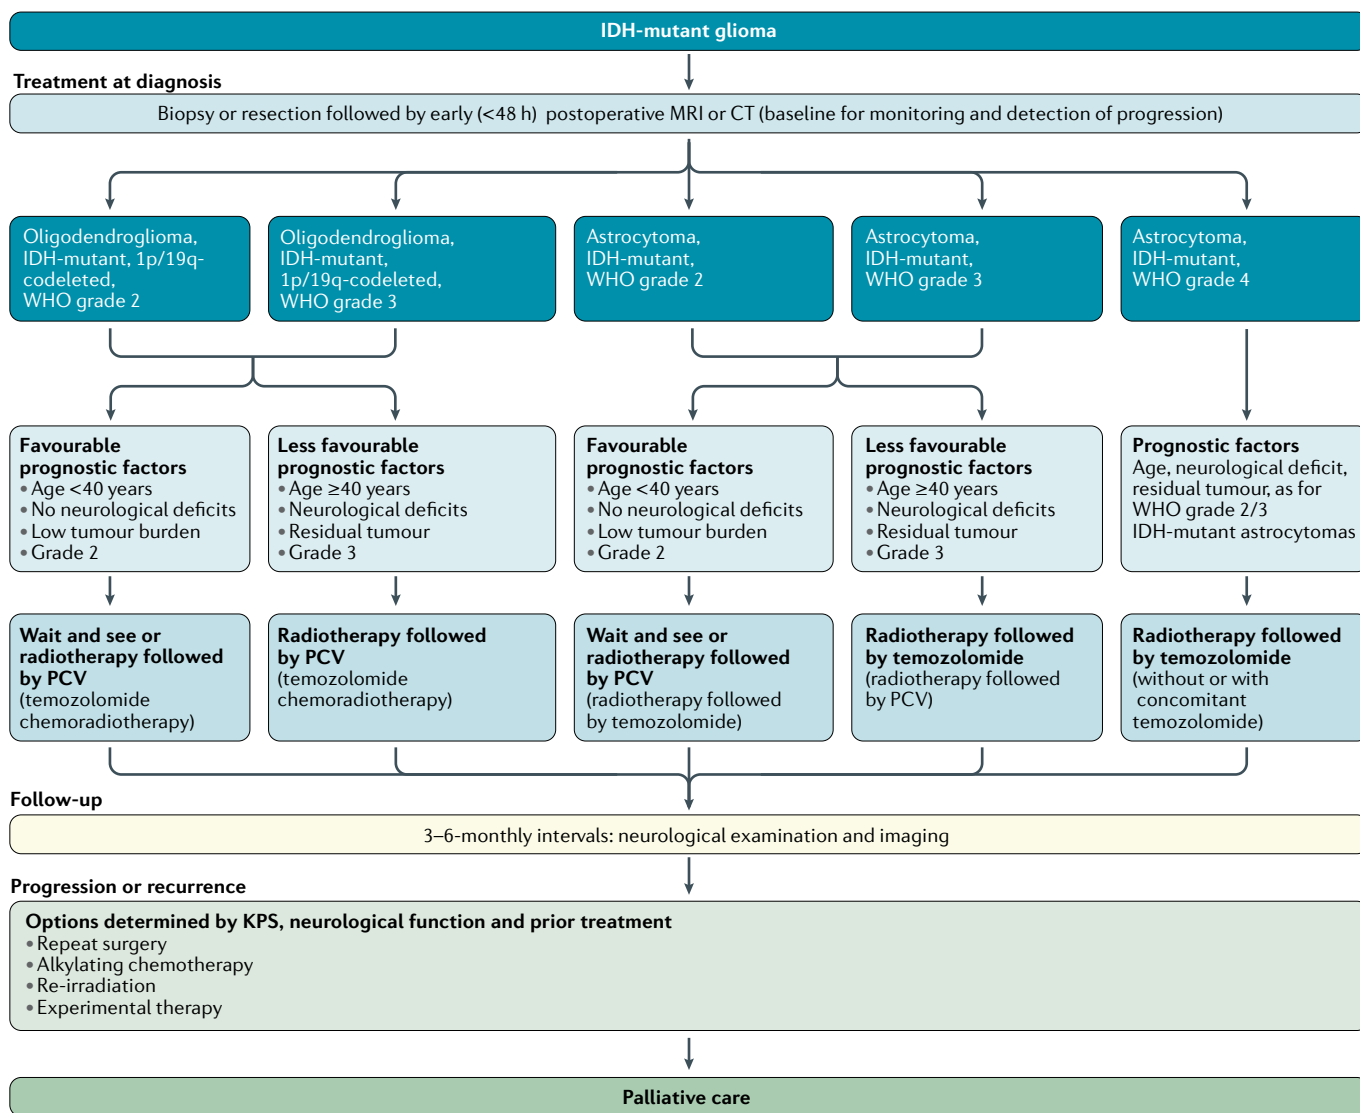 IDH-mutant glioma
Treatment at diagnosis
Biopsy or resection followed by early (<48 h) postoperative MRI or CT (baseline for monitoring and detection of progression)
Oligodendroglioma,
IDH-mutant, 1p/19q-
codeleted,
WHO grade 2
Oligodendroglioma,
IDH-mutant,
1p/19q-codeleted,
WHO grade 3
Astrocytoma,
IDH-mutant,
WHO grade 2
Astrocytoma,
IDH-mutant,
WHO grade 3
Astrocytoma,
IDH-mutant,
WHO grade 4
Favourable
prognostic factors
• Age <40 years
• No neurological deficits
• Low tumour burden
• Grade 2
Less favourable
prognostic factors
• Age ≥40 years
• Neurological deficits
• Residual tumour
• Grade 3
Favourable
prognostic factors
• Age <40 years
• No neurological deficits
• Low tumour burden
• Grade 2
Less favourable
prognostic factors
• Age ≥40 years
• Neurological deficits
• Residual tumour
• Grade 3
Prognostic factors
Age, neurological deficit,
residual tumour, as for
WHO grade 2/3
IDH-mutant astrocytomas
Wait and see or
radiotherapy followed
by PCV
(temozolomide
chemoradiotherapy)
Radiotherapy followed
by PCV
(temozolomide
chemoradiotherapy)
Wait and see or
radiotherapy followed
by PCV
(radiotherapy followed
by temozolomide)
Radiotherapy followed
by temozolomide
(radiotherapy followed
by PCV)
Radiotherapy followed
by temozolomide
(without or with
concomitant
temozolomide)
Follow-up
3–6-monthly intervals: neurological examination and imaging
Progression or recurrence
Options determined by KPS, neurological function and prior treatment
• Repeat surgery
• Alkylating chemotherapy
• Re-irradiation
• Experimental therapy
Palliative care